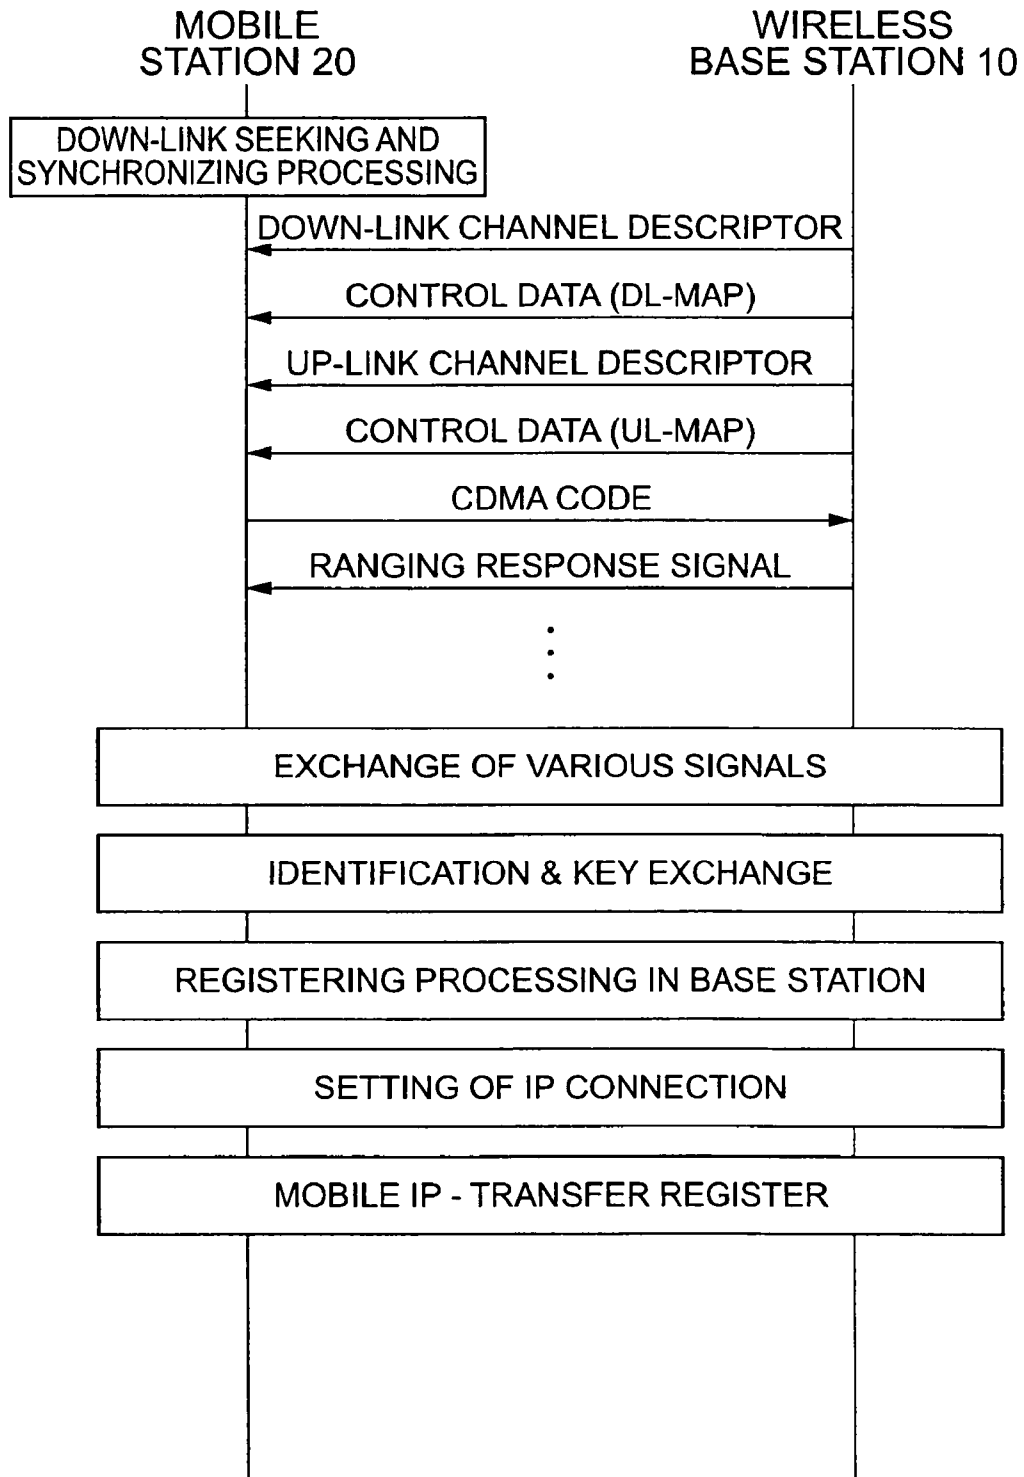 MOBILE
STATION 20
WIRELESS
BASE STATION 10
DOWN-LINK SEEKING AND
SYNCHRONIZING PROCESSING
DOWN-LINK CHANNEL DESCRIPTOR
CONTROL DATA (DL-MAP)
UP-LINK CHANNEL DESCRIPTOR
CONTROL DATA (UL-MAP)
CDMA CODE
RANGING RESPONSE SIGNAL
EXCHANGE OF VARIOUS SIGNALS
IDENTIFICATION & KEY EXCHANGE
REGISTERING PROCESSING IN BASE STATION
SETTING OF IP CONNECTION
MOBILE IP - TRANSFER REGISTER